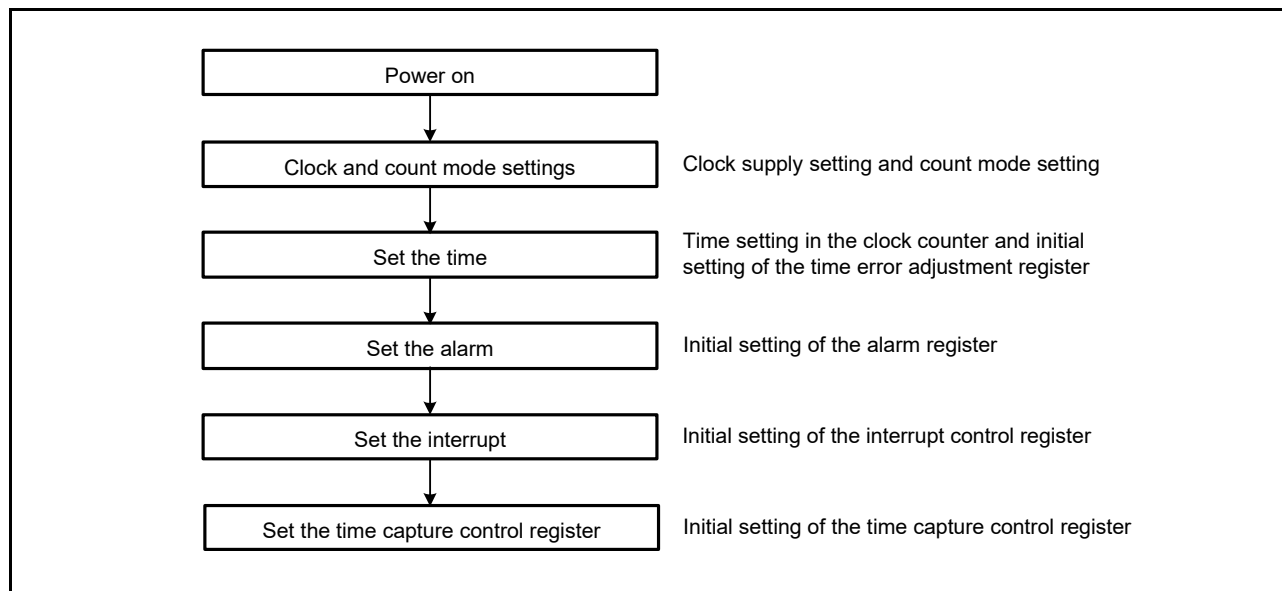 Power on
Clock and count mode settings
Clock supply setting and count mode setting
Set the time
Time setting in the clock counter and initial
setting of the time error adjustment register
Set the alarm
Initial setting of the alarm register
Set the interrupt
Initial setting of the interrupt control register
Set the time capture control register
Initial setting of the time capture control register